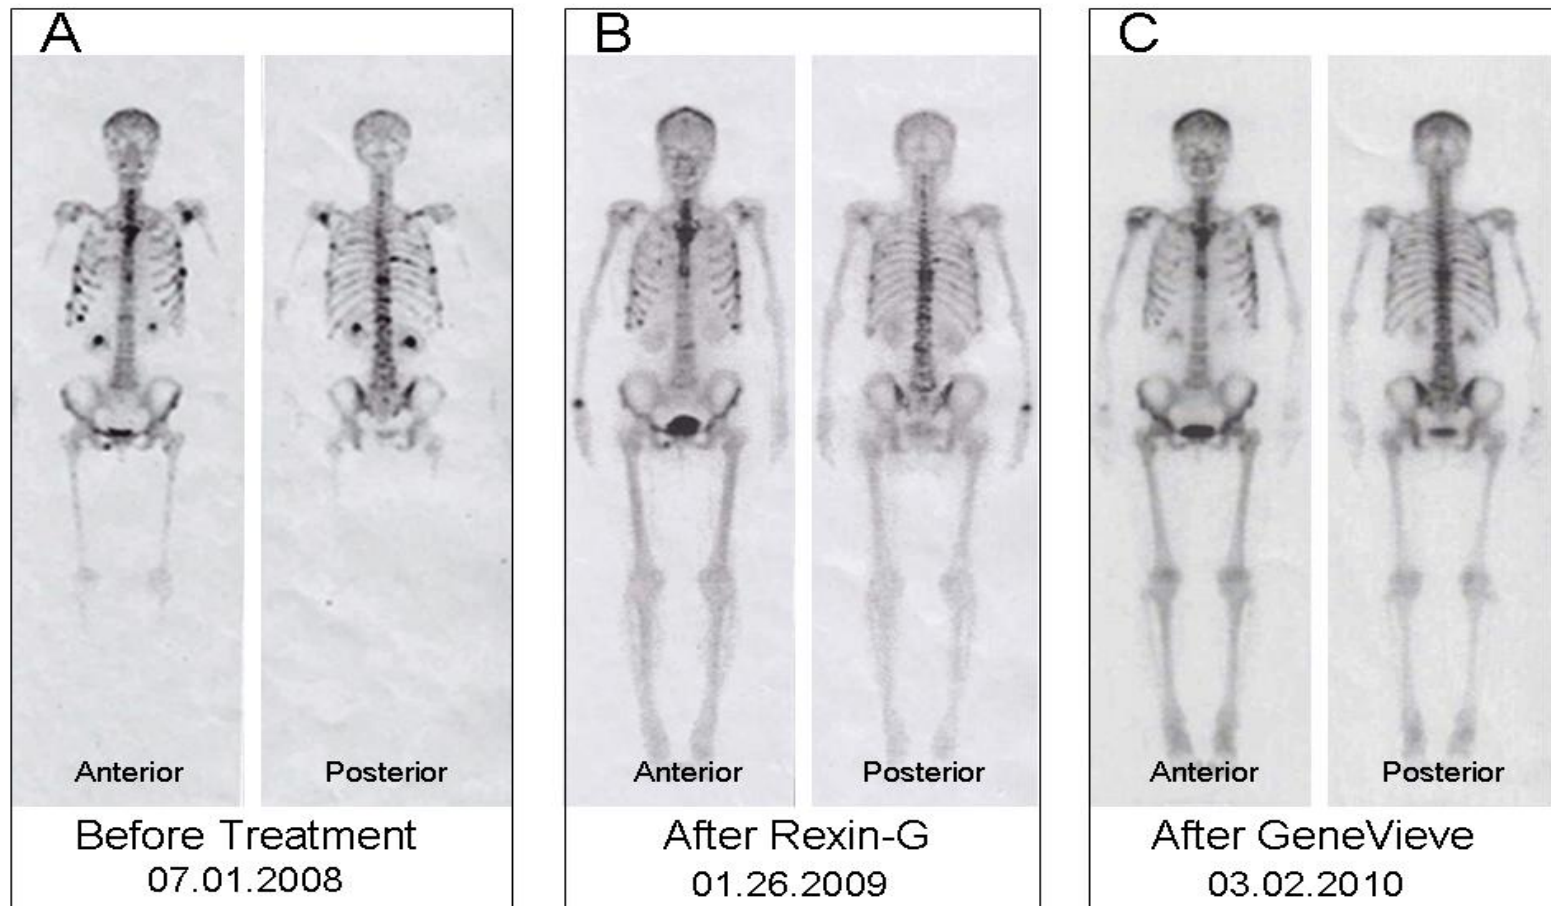 A
B
C
Anterior
Posterior
Anterior
Posterior
Anterior
Posterior
Before Treatment
07.01.2008
After Rexin-G
01.26.2009
After GeneVieve
03.02.2010